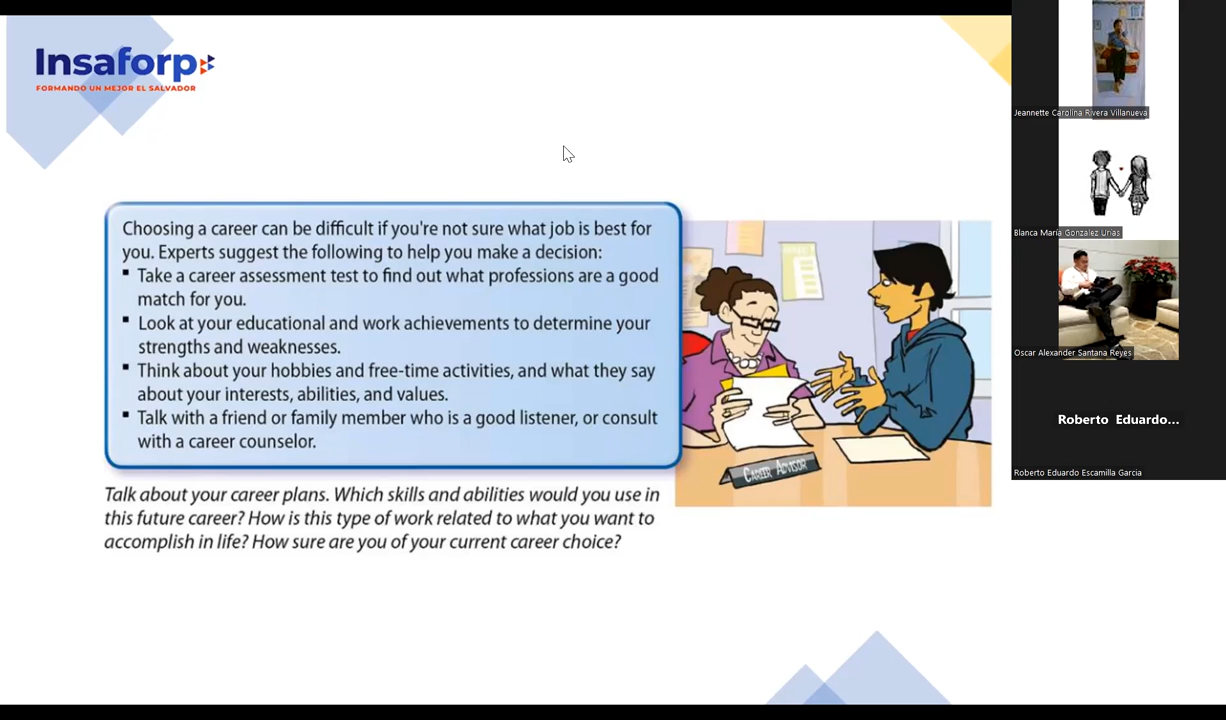 Insaforp
FORMANDO UN MEJOR EL SALVADOR
Choosing a career can be difficult if you're not sure what job is best for
you. Experts suggest the following to help you make a decision:
▪ Take a career assessment test to find out what professions are a good
match for you.
▪ Look at your educational and work achievements to determine your
strengths and weaknesses.
▪ Think about your hobbies and free-time activities, and what they say
about your interests, abilities, and values.
▪ Talk with a friend or family member who is a good listener, or consult
with a career counselor.
CAREER ADVISOR
Talk about your career plans. Which skills and abilities would you use in
this future career? How is this type of work related to what you want to
accomplish in life? How sure are you of your current career choice?
Jeannette Carolina Rivera Villanueva
Blanca María Gonzalez Urias
Oscar Alexander Santana Reyes
Roberto Eduardo...
Roberto Eduardo Escamilla Garcia